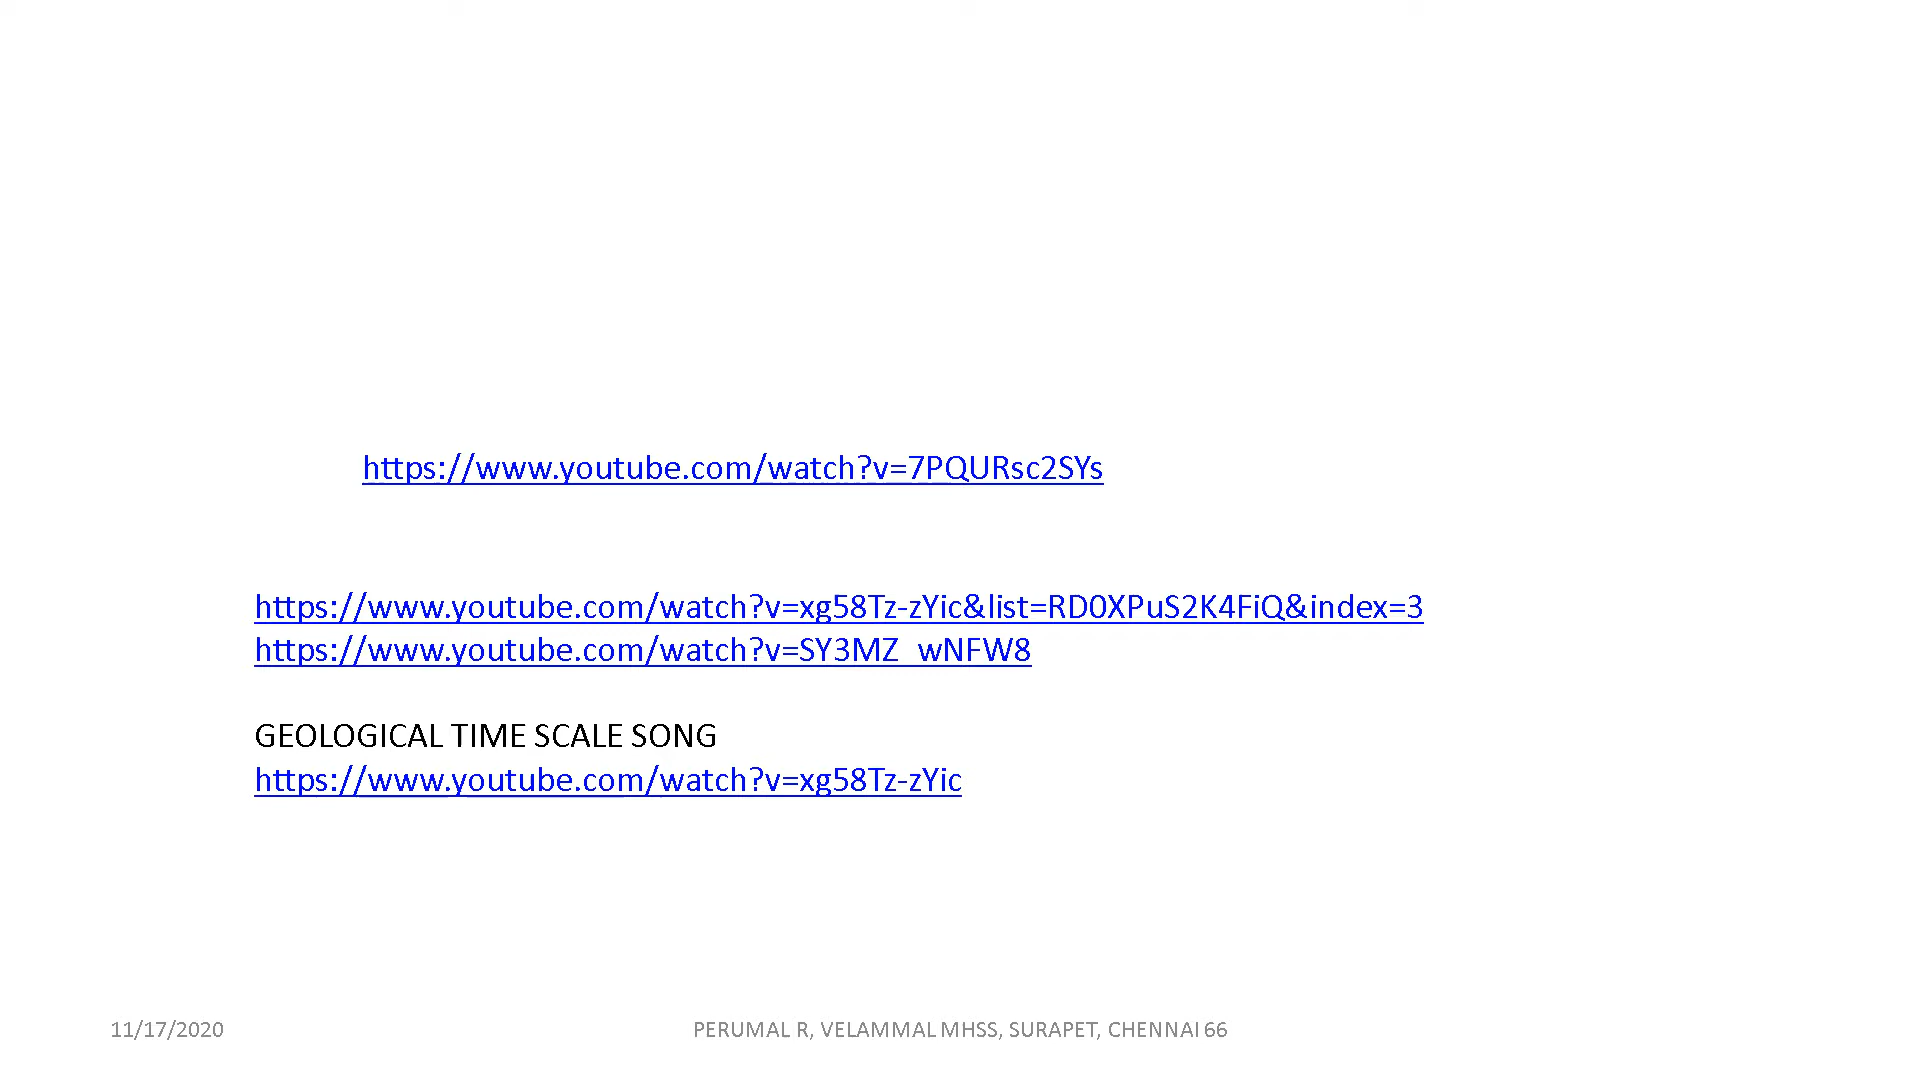 https://www.youtube.com/watch?v=7PQURsc2SYs
https://www.youtube.com/watch?v=xg58Tz-zYic&list=RD0XPuS2K4FiQ&index=3
https://www.youtube.com/watch?v=SY3MZ_wNFW8
GEOLOGICAL TIME SCALE SONG
https://www.youtube.com/watch?v=xg58Tz-zYic
11/17/2020
PERUMAL R, VELAMMAL MHSS, SURAPET, CHENNAI 66